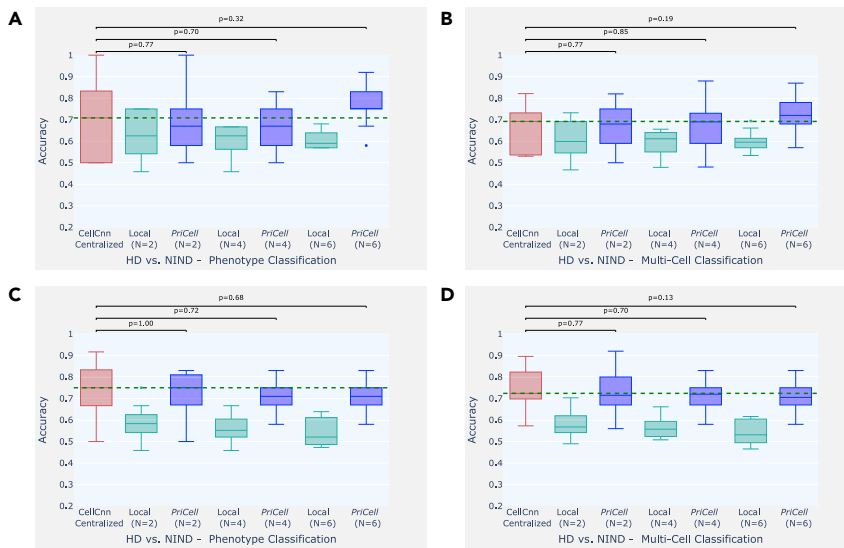 A
p=0.32
p=0.70
p=0.77
1
0.9
0.8
0.7
0.6
0.5
0.4
0.3
0.2
Accuracy
CellCnn Local PriCell Local PriCell Local PriCell
Centralized (N=2) (N=2) (N=4) (N=4) (N=6) (N=6)
HD vs. NIND - Phenotype Classification
B
p=0.19
p=0.85
p=0.77
1
0.9
0.8
0.7
0.6
0.5
0.4
0.3
0.2
Accuracy
CellCnn Local PriCell Local PriCell Local PriCell
Centralized (N=2) (N=2) (N=4) (N=4) (N=6) (N=6)
HD vs. NIND - Multi-Cell Classification
C
p=0.68
p=0.72
p=1.00
1
0.9
0.8
0.7
0.6
0.5
0.4
0.3
0.2
Accuracy
CellCnn Local PriCell Local PriCell Local PriCell
Centralized (N=2) (N=2) (N=4) (N=4) (N=6) (N=6)
HD vs. NIND - Phenotype Classification
D
p=0.13
p=0.70
p=0.77
1
0.9
0.8
0.7
0.6
0.5
0.4
0.3
0.2
Accuracy
CellCnn Local PriCell Local PriCell Local PriCell
Centralized (N=2) (N=2) (N=4) (N=4) (N=6) (N=6)
HD vs. NIND - Multi-Cell Classification